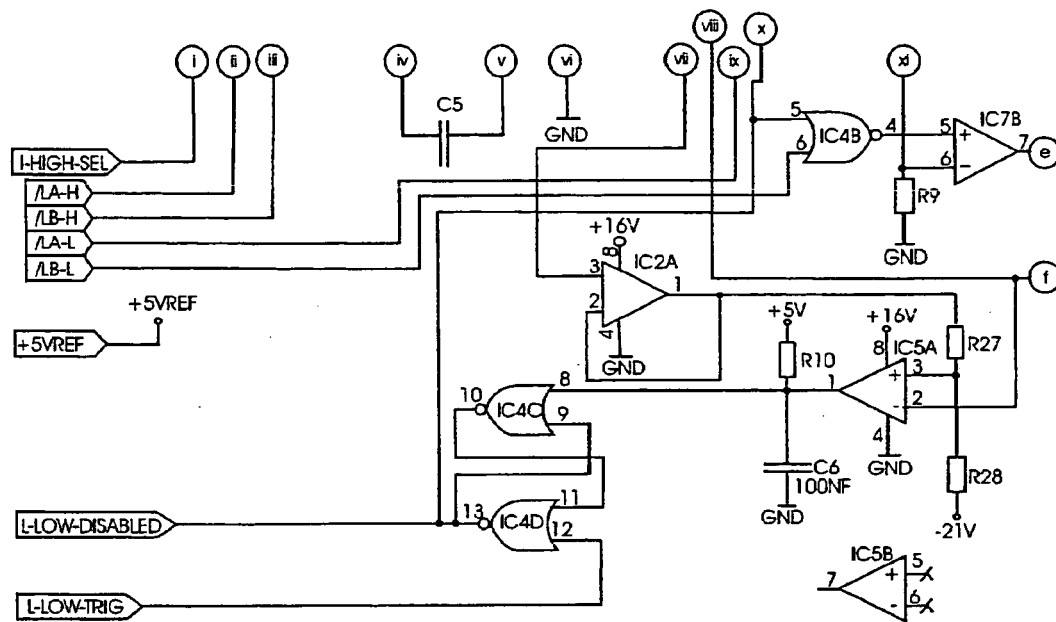 i ii iii iv v vi vii viii ix x xi
C5
GND
I-HIGH-SEL
/LA-H
/LB-H
/LA-L
/LB-L
5 6 IC4B 4
5 + 6 - IC7B 7 e
R9
GND
+16V
8 IC2A
3 2 1
4
GND
f
+5VREF
+5VREF
+5V
R10
+16V
8 IC5A
1 + 3 - 2
4
GND
R27
R28
-21V
10 IC4C 8 9
C6
100NF
GND
L-LOW-DISABLED
13 IC4D 11 12
L-LOW-TRIG
IC5B
7 + 5 - 6